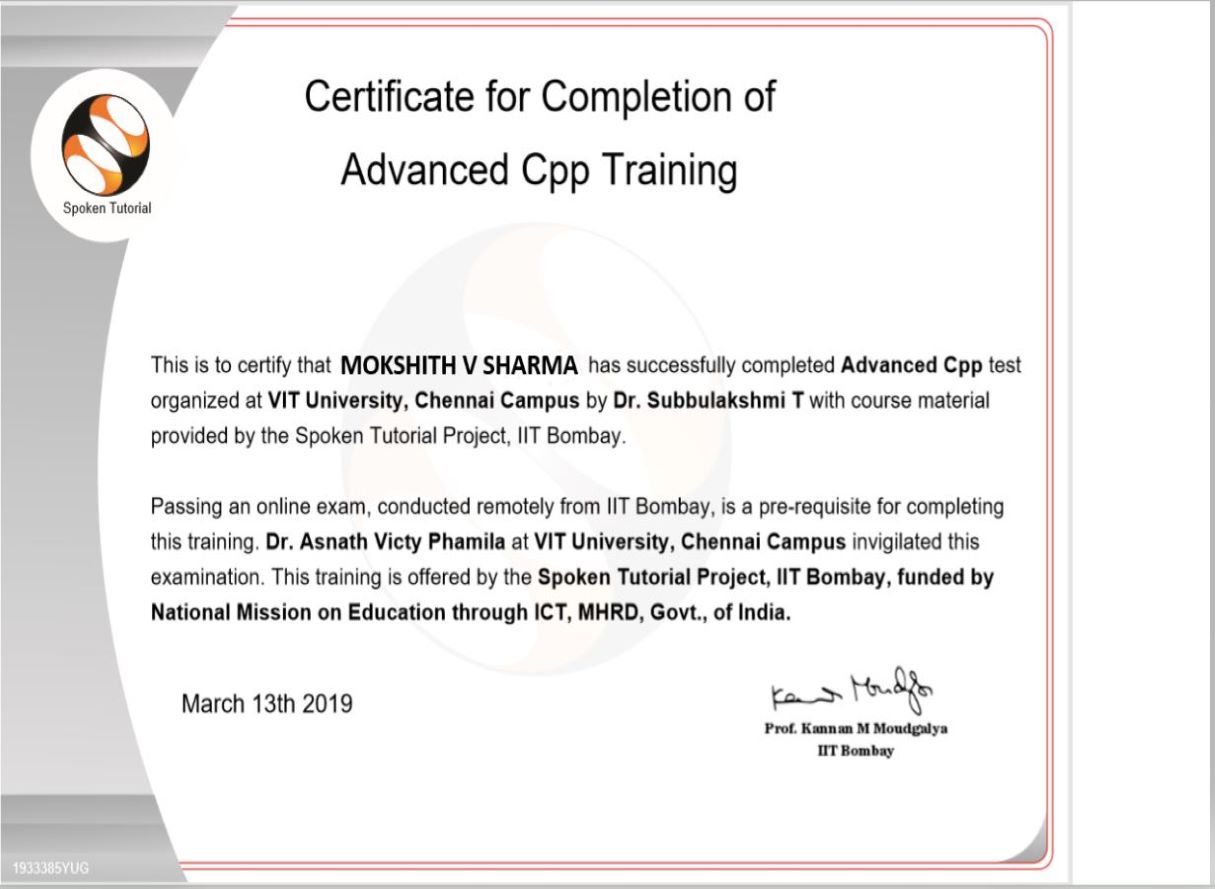 Certificate for Completion of
Advanced Cpp Training
Spoken Tutorial
This is to certify that MOKSHITH V SHARMA has successfully completed Advanced Cpp test
organized at VIT University, Chennai Campus by Dr. Subbulakshmi T with course material
provided by the Spoken Tutorial Project, IIT Bombay.
Passing an online exam, conducted remotely from IIT Bombay, is a pre-requisite for completing
this training. Dr. Asnath Victy Phamila at VIT University, Chennai Campus invigilated this
examination. This training is offered by the Spoken Tutorial Project, IIT Bombay, funded by
National Mission on Education through ICT, MHRD, Govt., of India.
March 13th 2019
Prof. Kannan M Moudgalya
IIT Bombay
1933385YUG